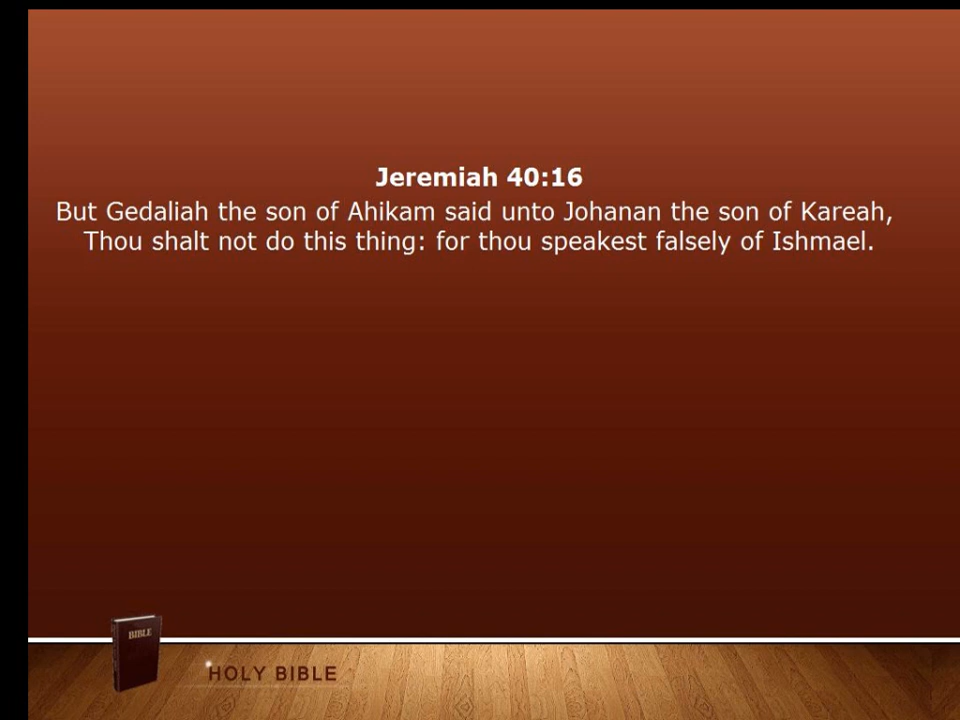 Jeremiah 40:16
But Gedaliah the son of Ahikam said unto Johanan the son of Kareah,
Thou shalt not do this thing: for thou speakest falsely of Ishmael.
BIBLE
HOLY BIBLE